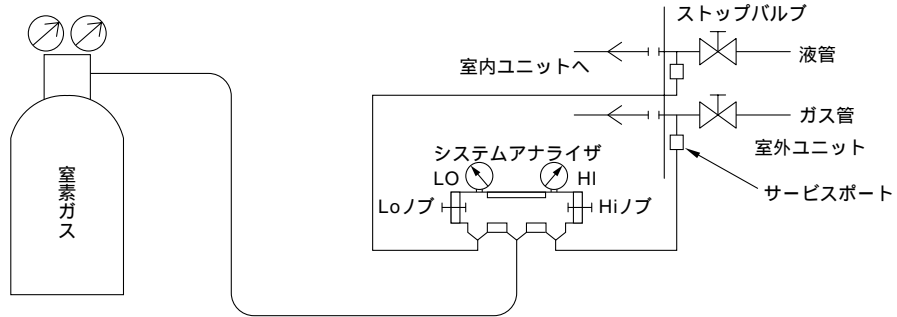 ストップバルブ
液管
室内ユニットへ
ガス管
室外ユニット
システムアナライザ
LO
HI
サービスポート
Loノブ
Hiノブ
窒素ガス